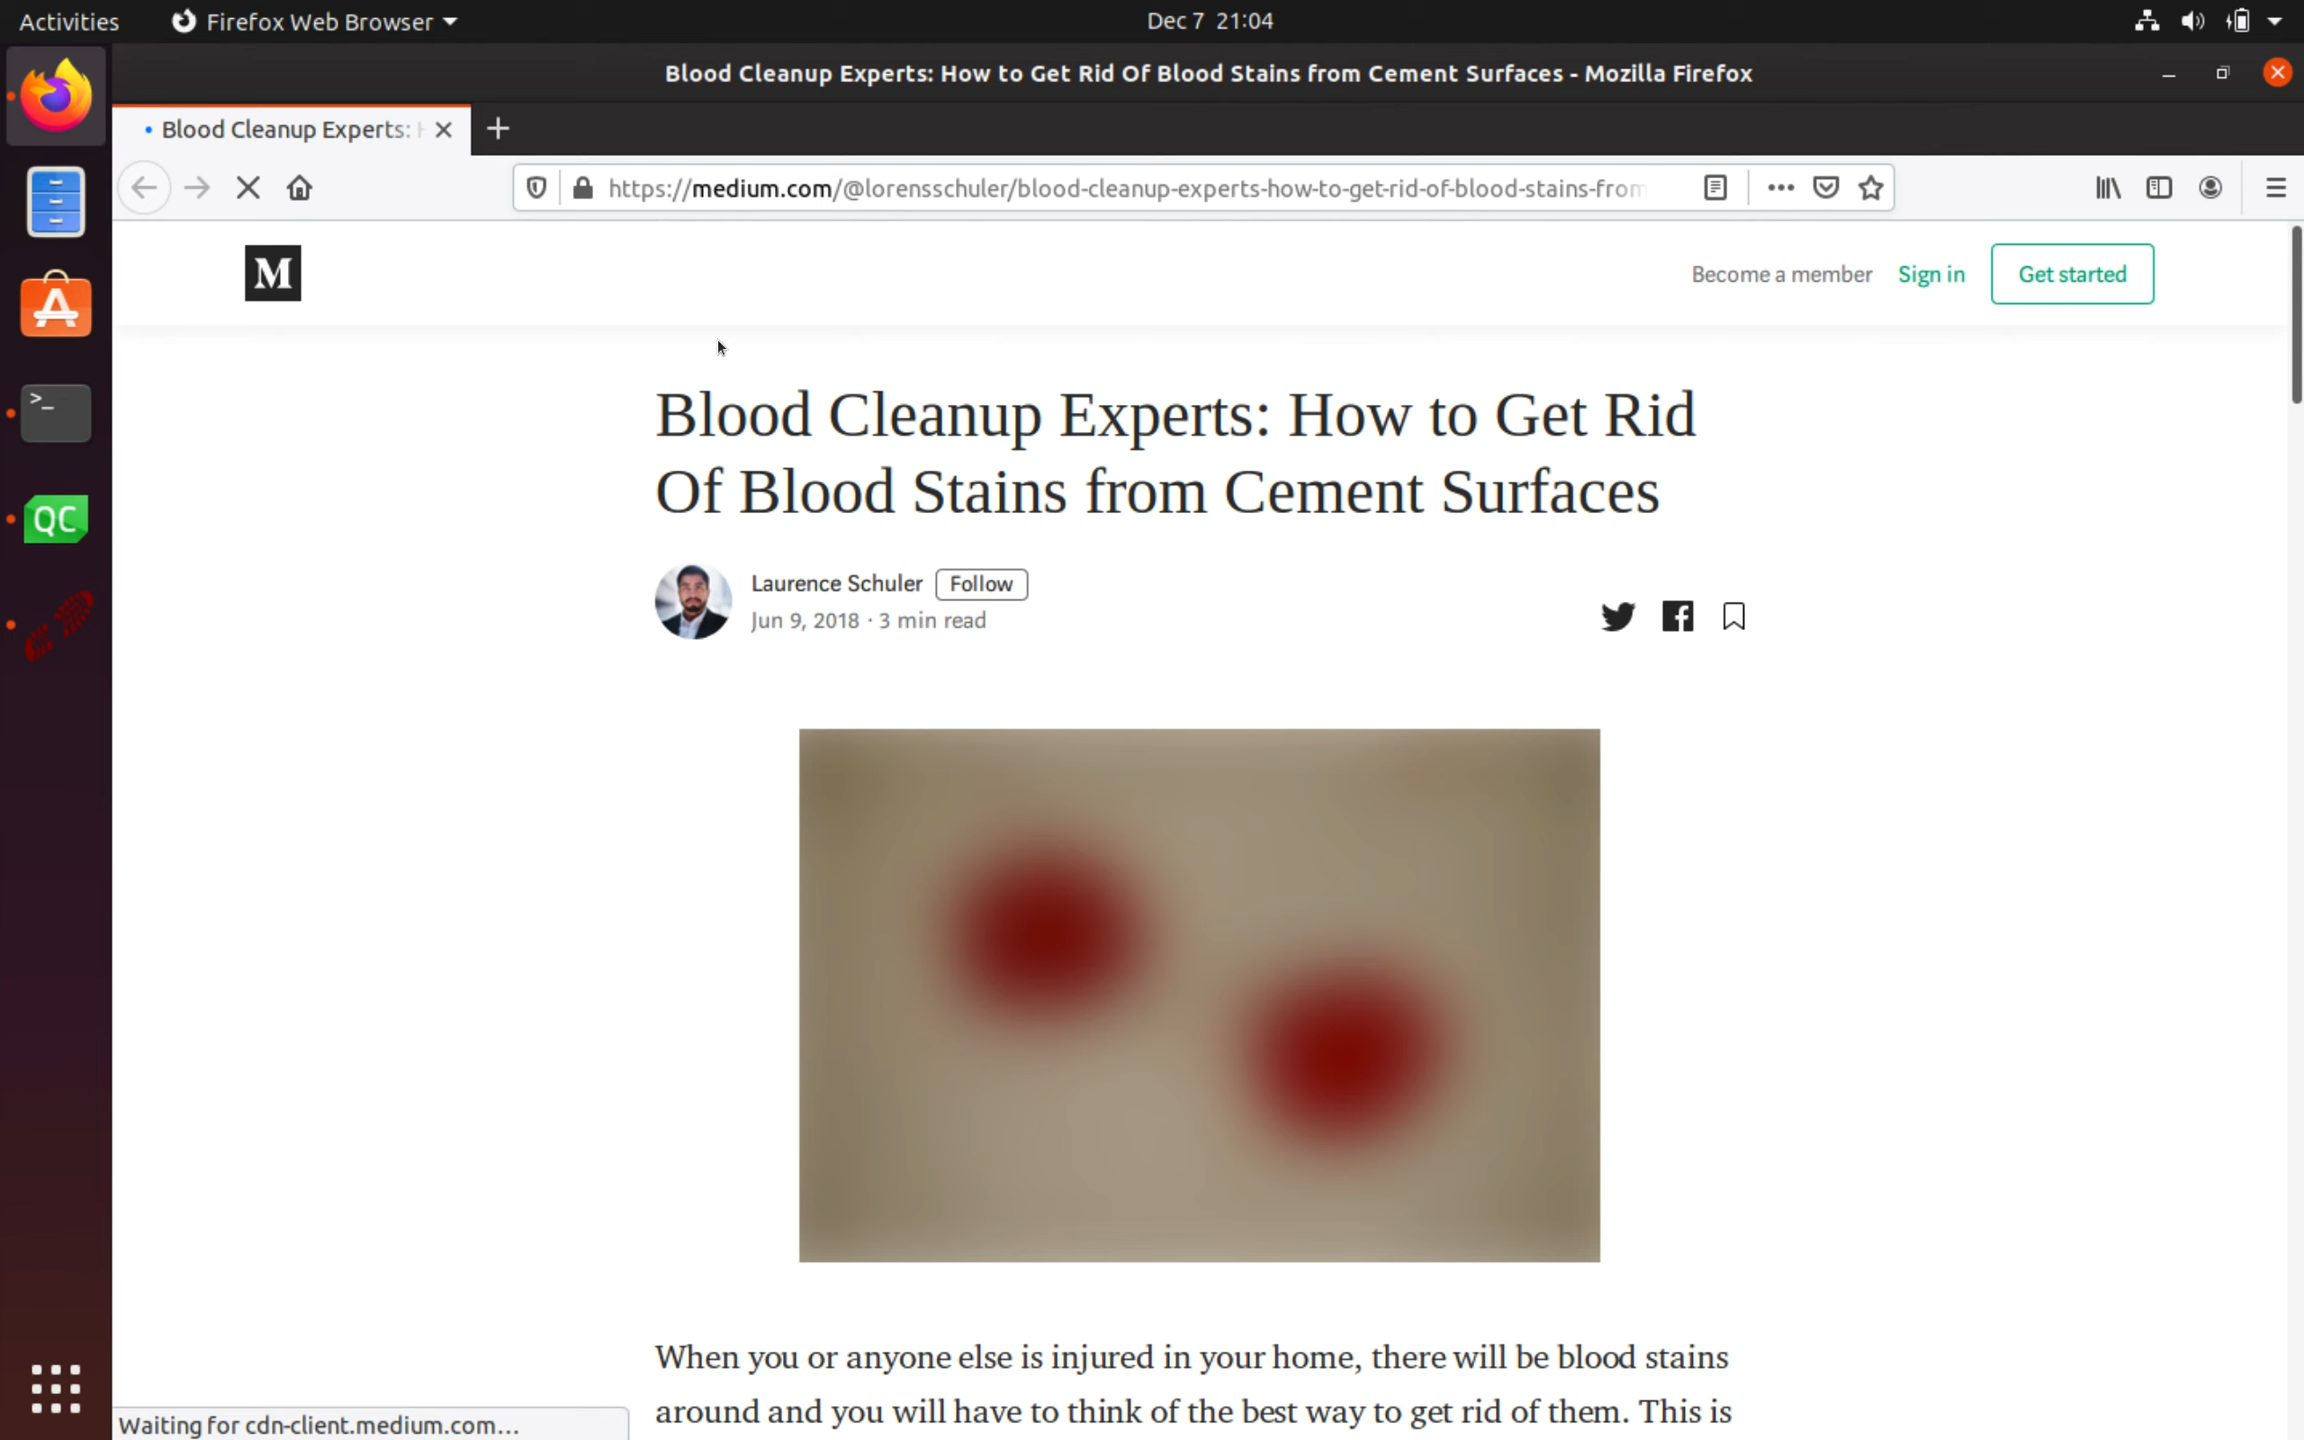 Activities
Firefox Web Browser
Dec 7 21:04
Blood Cleanup Experts: How to Get Rid Of Blood Stains from Cement Surfaces - Mozilla Firefox
Blood Cleanup Experts:
https://medium.com/@lorensschuler/blood-cleanup-experts-how-to-get-rid-of-blood-stains-from
M
Become a member
Sign in
Get started
>_
QC
Blood Cleanup Experts: How to Get Rid
Of Blood Stains from Cement Surfaces
Laurence Schuler
Follow
Jun 9, 2018 · 3 min read
When you or anyone else is injured in your home, there will be blood stains
around and you will have to think of the best way to get rid of them. This is
Waiting for cdn-client.medium.com...